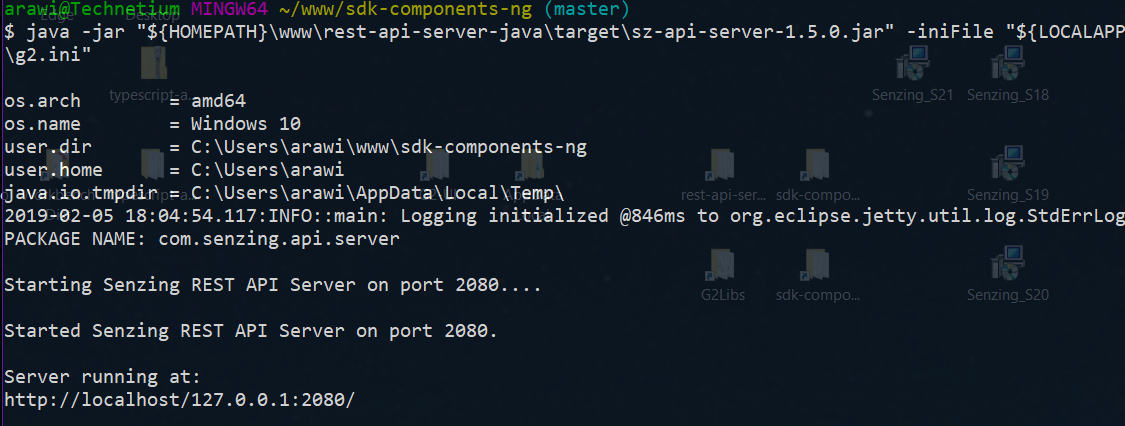 arawi@Technetium MINGW64 ~/www/sdk-components-ng (master)
$ java -jar "${HOMEPATH}\www\rest-api-server-java\target\sz-api-server-1.5.0.jar" -iniFile "${LOCALAPP
\g2.ini"
os.arch = amd64
os.name = Windows 10
user.dir = C:\Users\arawi\www\sdk-components-ng
user.home = C:\Users\arawi
java.io.tmpdir = C:\Users\arawi\AppData\Local\Temp\
2019-02-05 18:04:54.117:INFO::main: Logging initialized @846ms to org.eclipse.jetty.util.log.StdErrLog
PACKAGE NAME: com.senzing.api.server
Starting Senzing REST API Server on port 2080....
Started Senzing REST API Server on port 2080.
Server running at:
http://localhost/127.0.0.1:2080/
Edge Desktop
typescript-a... Senzing_S21 Senzing_S18
typescript-a... rest-api-ser... sdk-compo... Senzing_S19
G2Libs sdk-compo... Senzing_S20